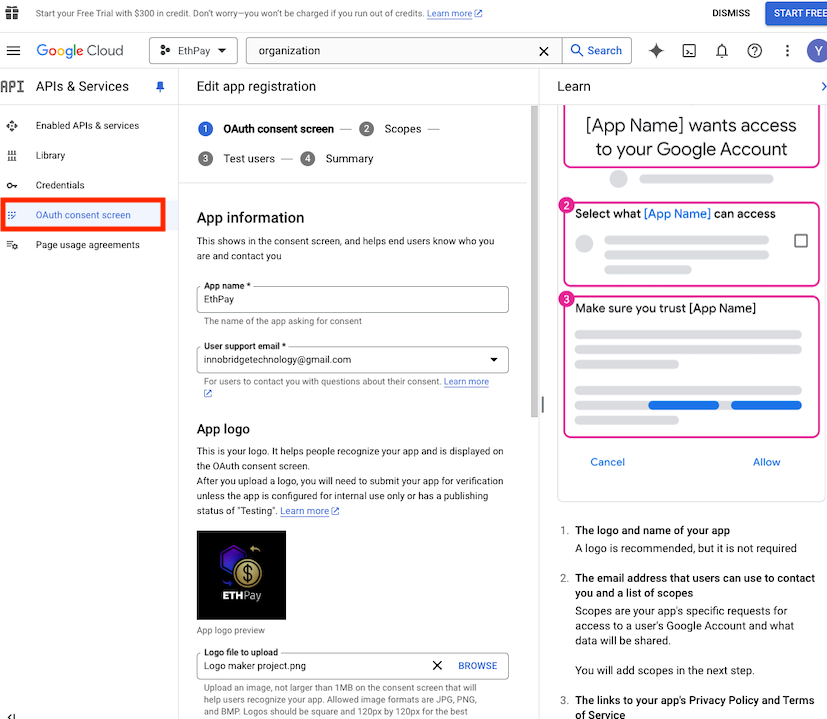 Start your Free Trial with $300 in credit. Don't worry—you won't be charged if you run out of credits. Learn more
DISMISS
START FREE
Google Cloud
EthPay
organization
Search
Y
API APIs & Services
Enabled APIs & services
Library
Credentials
OAuth consent screen
Page usage agreements
Edit app registration
1 OAuth consent screen — 2 Scopes —
3 Test users — 4 Summary
App information
This shows in the consent screen, and helps end users know who you
are and contact you
App name *
EthPay
The name of the app asking for consent
User support email *
innobridgetechnology@gmail.com
For users to contact you with questions about their consent. Learn more
App logo
This is your logo. It helps people recognize your app and is displayed on
the OAuth consent screen.
After you upload a logo, you will need to submit your app for verification
unless the app is configured for internal use only or has a publishing
status of "Testing". Learn more
$
ETHPay
App logo preview
Logo file to upload
Logo maker project.png
BROWSE
Upload an image, not larger than 1MB on the consent screen that will
help users recognize your app. Allowed image formats are JPG, PNG,
and BMP. Logos should be square and 120px by 120px for the best
Learn
[App Name] wants access
to your Google Account
2
Select what [App Name] can access
3
Make sure you trust [App Name]
Cancel
Allow
1. The logo and name of your app
A logo is recommended, but it is not required
2. The email address that users can use to contact
you and a list of scopes
Scopes are your app's specific requests for
access to a user's Google Account and what
data will be shared.
You will add scopes in the next step.
3. The links to your app's Privacy Policy and Terms
of Service